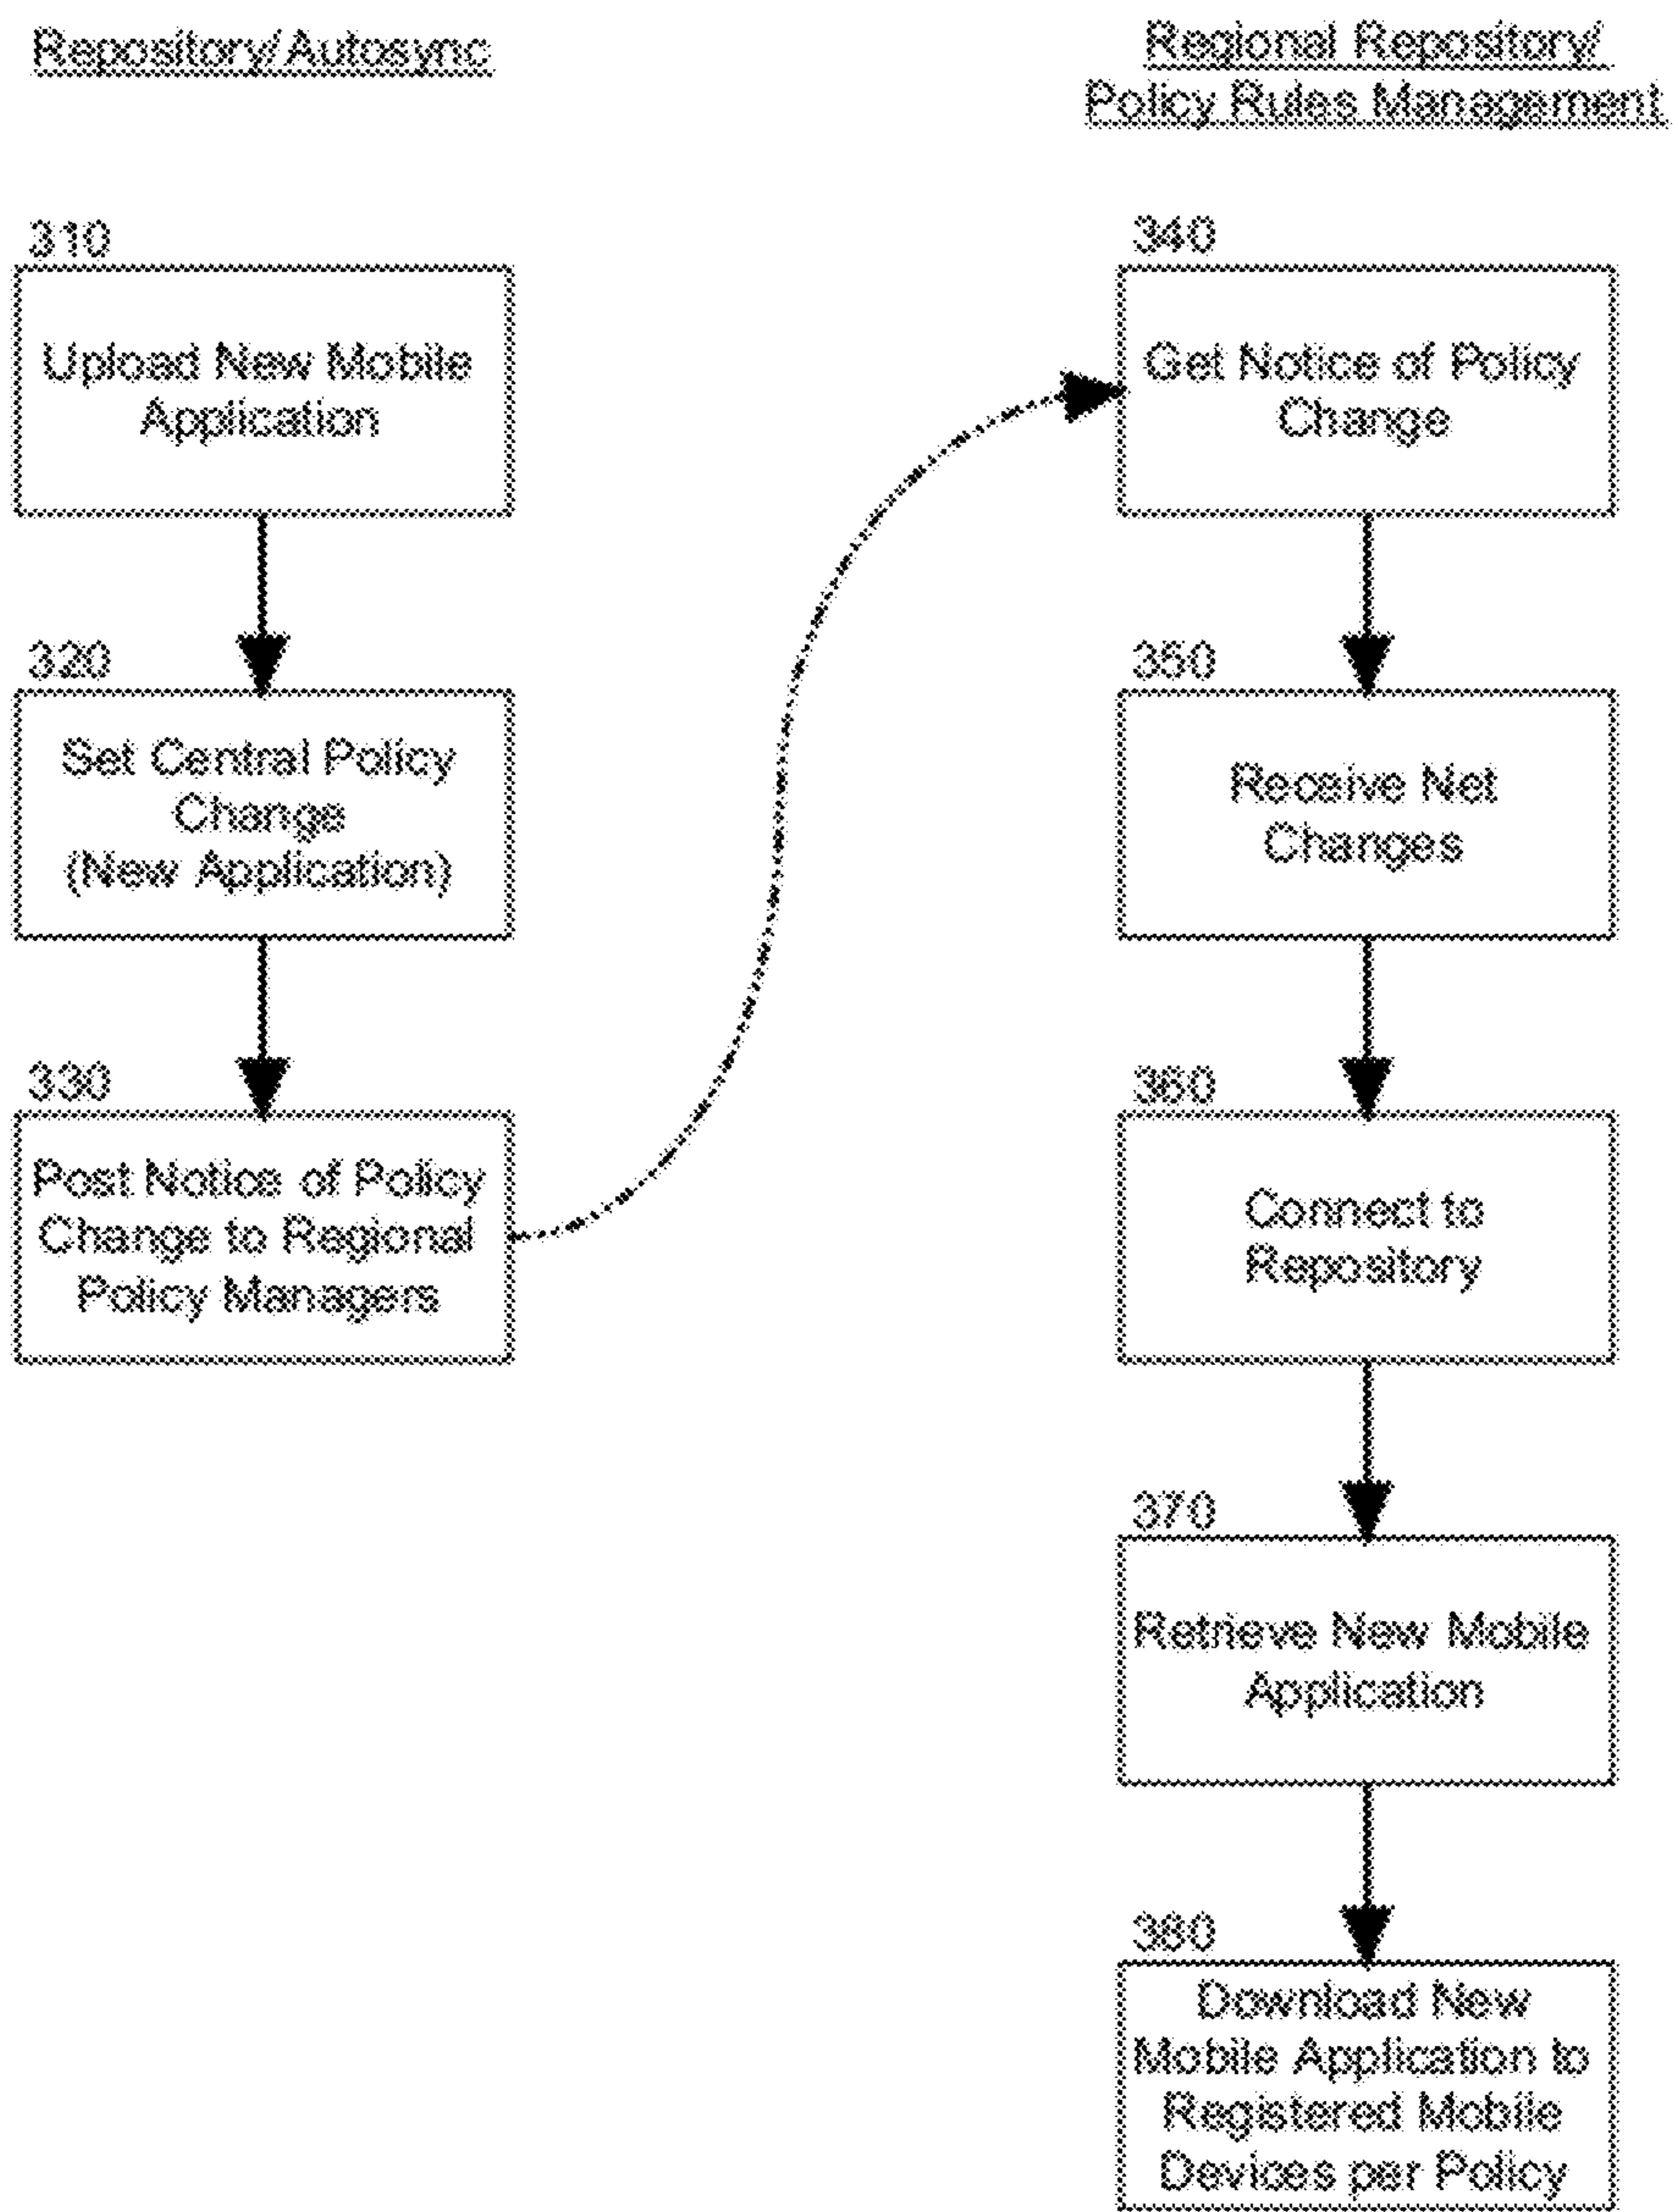 Repository/Autosync
310
Upload New Mobile
Application
320
Set Central Policy
Change
(New Application)
330
Post Notice of Policy
Change to Regional
Policy Managers
Regional Repository/
Policy Rules Management
340
Get Notice of Policy
Change
350
Receive Net
Changes
360
Connect to
Repository
370
Retrieve New Mobile
Application
380
Download New
Mobile Application to
Registered Mobile
Devices per Policy